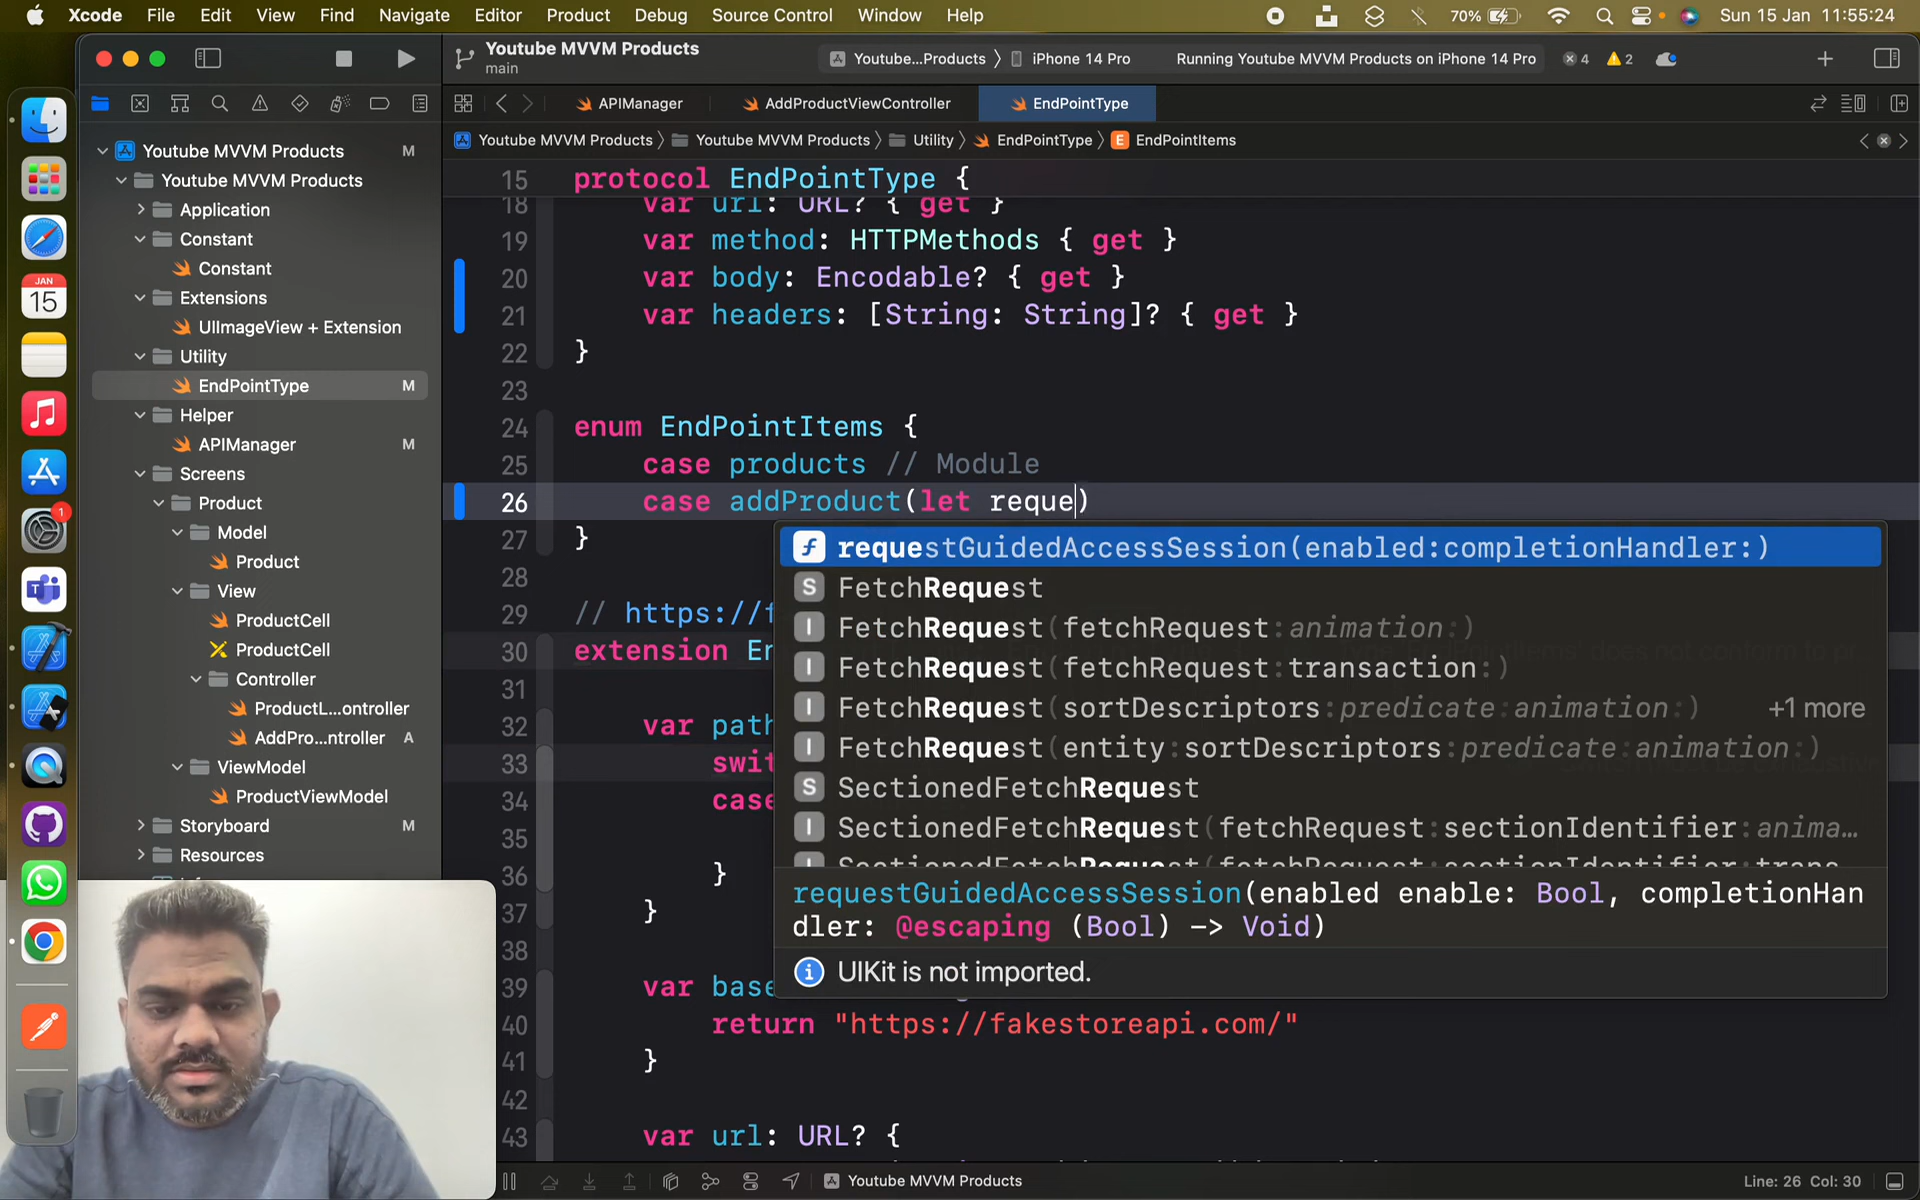 Xcode File Edit View Find Navigate Editor Product Debug Source Control Window Help 70% Sun 15 Jan 11:55:24
Youtube MVVM Products
main
Youtube...Products 〉 iPhone 14 Pro Running Youtube MVVM Products on iPhone 14 Pro 4 2
APIManager AddProductViewController EndPointType
Youtube MVVM Products 〉 Youtube MVVM Products 〉 Utility 〉 EndPointType 〉 E EndPointItems
JAN
15
1
Youtube MVVM Products M
Youtube MVVM Products
Application
Constant
Constant
Extensions
UIImageView + Extension
Utility
EndPointType M
Helper
APIManager M
Screens
Product
Model
Product
View
ProductCell
ProductCell
Controller
ProductL...ontroller
AddPro...ntroller A
ViewModel
ProductViewModel
Storyboard M
Resources
15 protocol EndPointType {
18 var url: URL? { get }
19 var method: HTTPMethods { get }
20 var body: Encodable? { get }
21 var headers: [String: String]? { get }
22 }
23
24 enum EndPointItems {
25 case products // Module
26 case addProduct(let reque)
27 }
28
29 // https://f
30 extension En
31
32 var path
33 swit
34 case
35
36 }
37 }
38
39 var base
40 return "https://fakestoreapi.com/"
41 }
42
43 var url: URL? {
f requestGuidedAccessSession(enabled:completionHandler:)
S FetchRequest
I FetchRequest(fetchRequest:animation:)
I FetchRequest(fetchRequest:transaction:)
I FetchRequest(sortDescriptors:predicate:animation:) +1 more
I FetchRequest(entity:sortDescriptors:predicate:animation:)
S SectionedFetchRequest
I SectionedFetchRequest(fetchRequest:sectionIdentifier:anima...
requestGuidedAccessSession(enabled enable: Bool, completionHan
dler: @escaping (Bool) -> Void)
UIKit is not imported.
Youtube MVVM Products Line: 26 Col: 30